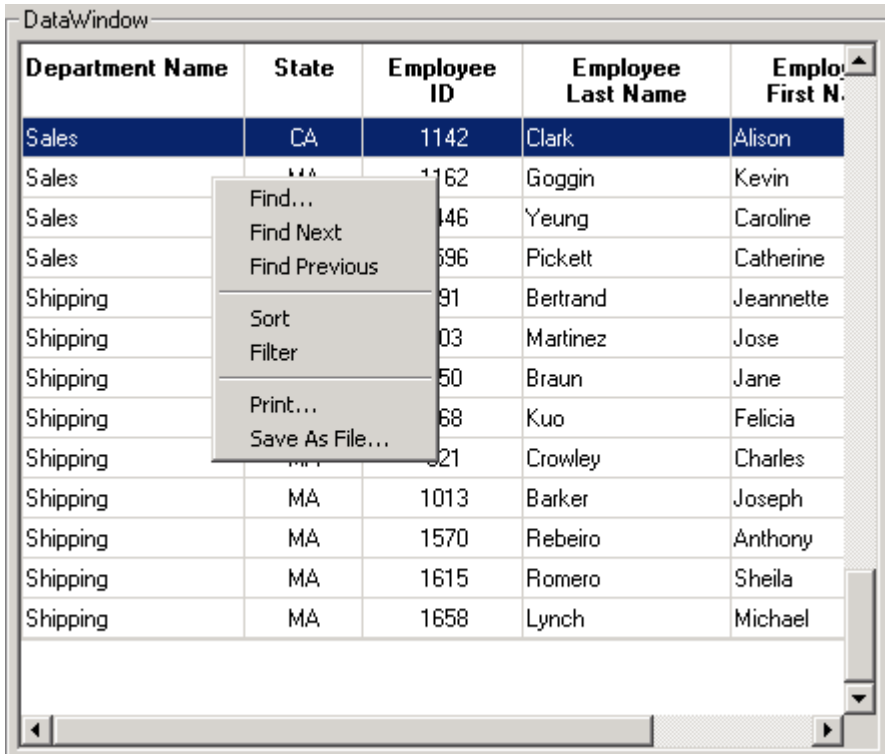 DataWindow
Department Name State Employee ID Employee Last Name
Sales CA 1142 Clark Alison
Sales Goggin Kevin
Find...
Sales Yeung Caroline
Find Next
Sales Pickett Catherine
Find Previous
Shipping Bertrand Jeannette
Sort
Shipping Martinez Jose
Filter
Shipping Braun Jane
Print...
Shipping Kuo Felicia
Save As File...
Shipping Crowley Charles
Shipping MA 1013 Barker Joseph
Shipping MA 1570 Rebeiro Anthony
Shipping MA 1615 Romero Sheila
Shipping MA 1658 Lynch Michael